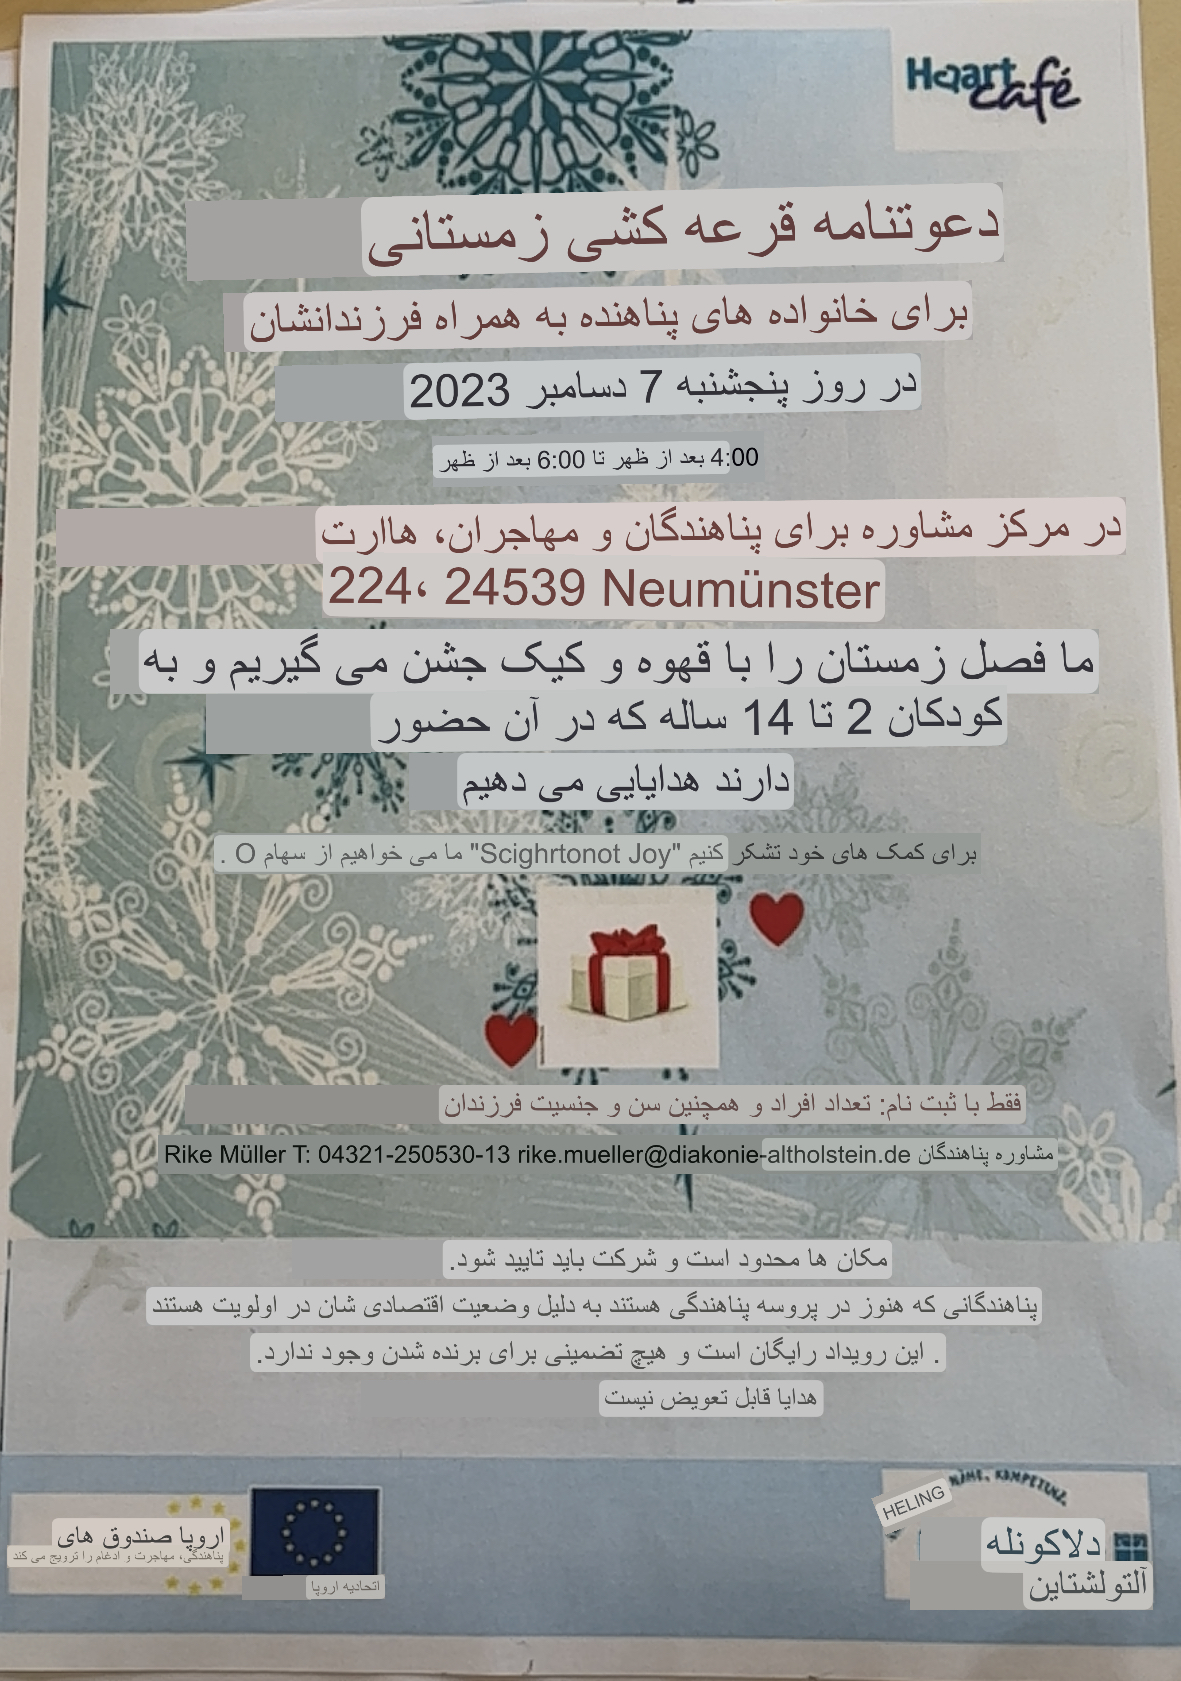 Haart café
دعوتنامه قرعه کشی زمستانی
برای خانواده های پناهنده به همراه فرزندانشان
در روز پنجشنبه 7 دسامبر 2023
4:00 بعد از ظهر تا 6:00 بعد از ظهر
در مرکز مشاوره برای پناهندگان و مهاجران، هاارت
224، 24539 Neumünster
ما فصل زمستان را با قهوه و کیک جشن می گیریم و به
کودکان 2 تا 14 ساله که در آن حضور
دارند هدایایی می دهیم
برای کمک های خود تشکر کنیم "Scighrtonot Joy" ما می خواهیم از سهام O .
فقط با ثبت نام: تعداد افراد و همچنین سن و جنسیت فرزندان
مشاوره پناهندگان Rike Müller T: 04321-250530-13 rike.mueller@diakonie-altholstein.de
مکان ها محدود است و شرکت باید تایید شود.
پناهندگانی که هنوز در پروسه پناهندگی هستند به دلیل وضعیت اقتصادی شان در اولویت هستند
. این رویداد رایگان است و هیچ تضمینی برای برنده شدن وجود ندارد.
هدایا قابل تعویض نیست
اروپا صندوق های
پناهندگی، مهاجرت و ادغام را ترویج می کند
اتحادیه اروپا
NÄHE. KOMPETENZ.
HELING
دلاکونله
آلتولشتاین